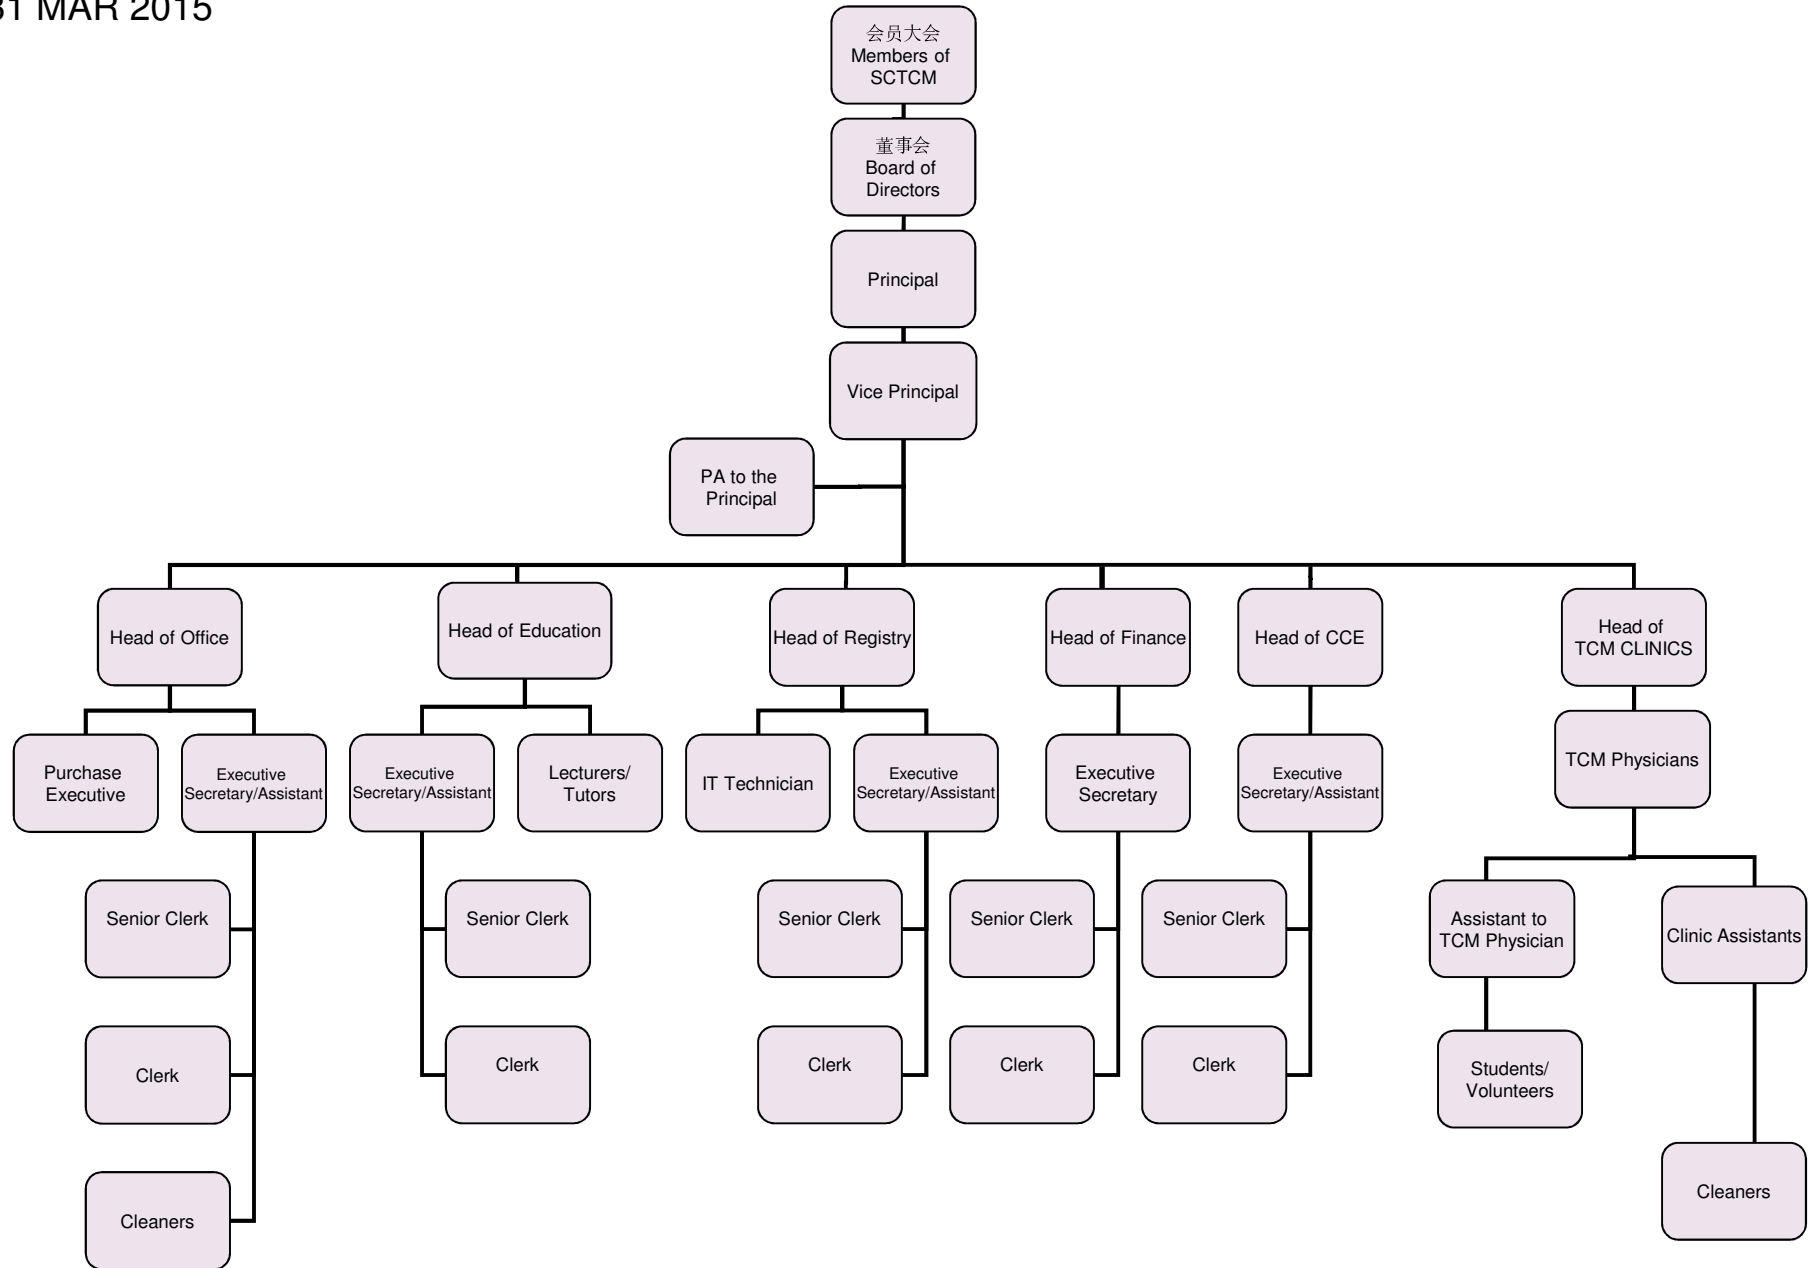 31 MAR 2015
会员大会
Members of
SCTCM
董事会
Board of
Directors
Principal
Vice Principal
PA to the
Principal
Head of Office
Head of Education
Head of Registry
Head of Finance
Head of CCE
Head of
TCM CLINICS
Purchase
Executive
Executive
Secretary/Assistant
Executive
Secretary/Assistant
Lecturers/
Tutors
IT Technician
Executive
Secretary/Assistant
Executive
Secretary
Executive
Secretary/Assistant
TCM Physicians
Senior Clerk
Senior Clerk
Senior Clerk
Senior Clerk
Senior Clerk
Assistant to
TCM Physician
Clinic Assistants
Clerk
Clerk
Clerk
Clerk
Clerk
Students/
Volunteers
Cleaners
Cleaners